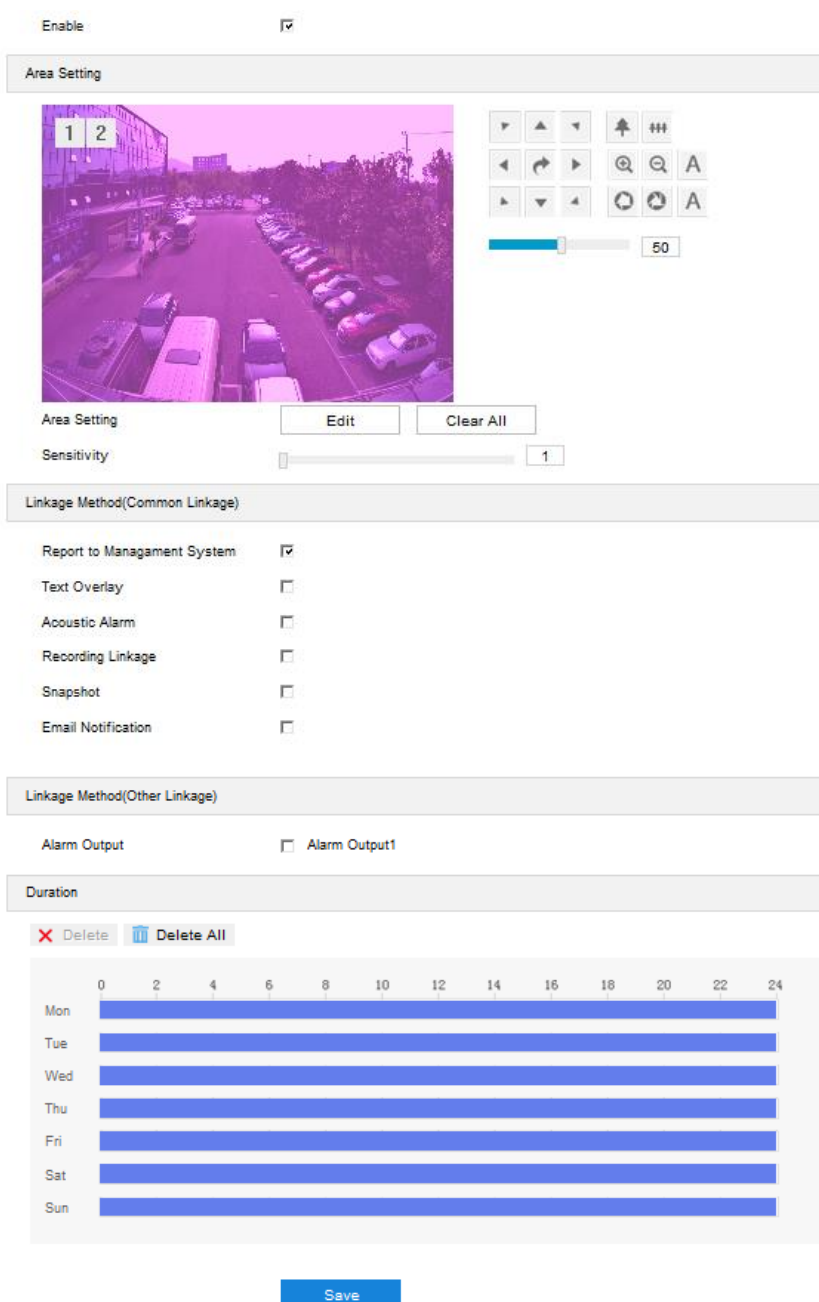 Enable
Area Setting
1 2
A
A
50
Area Setting Edit Clear All
Sensitivity 1
Linkage Method(Common Linkage)
Report to Managament System
Text Overlay
Acoustic Alarm
Recording Linkage
Snapshot
Email Notification
Linkage Method(Other Linkage)
Alarm Output Alarm Output1
Duration
Delete Delete All
0 2 4 6 8 10 12 14 16 18 20 22 24
Mon
Tue
Wed
Thu
Fri
Sat
Sun
Save